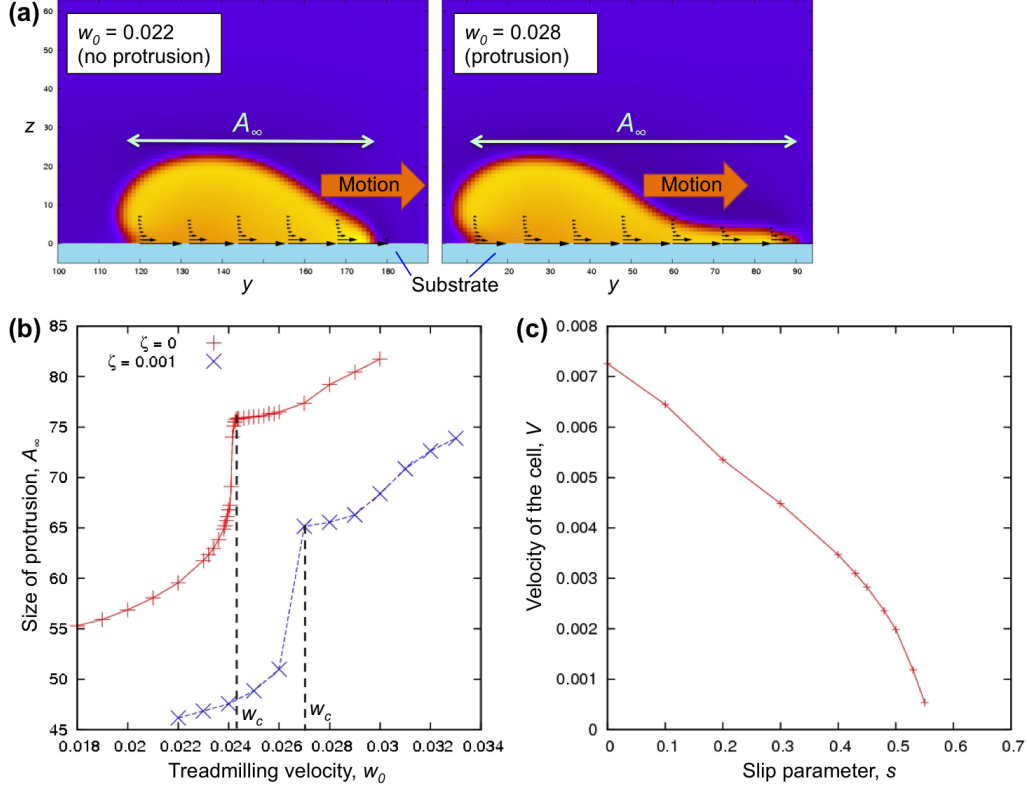 (a)
w0 = 0.022
(no protrusion)
w0 = 0.028
(protrusion)
60
50
40
30
20
10
0
z
A∞
A∞
Motion
Motion
100 110 120 130 140 150 160 170 180
20 40 60 80
y
Substrate
y
(b)
85
80
75
70
65
60
55
50
45
Size of protrusion, A∞
ζ = 0
ζ = 0.001
wc
wc
0.018 0.02 0.022 0.024 0.026 0.028 0.03 0.032 0.034
Treadmilling velocity, w0
(c)
0.008
0.007
0.006
0.005
0.004
0.003
0.002
0.001
0
Velocity of the cell, V
0 0.1 0.2 0.3 0.4 0.5 0.6 0.7
Slip parameter, s